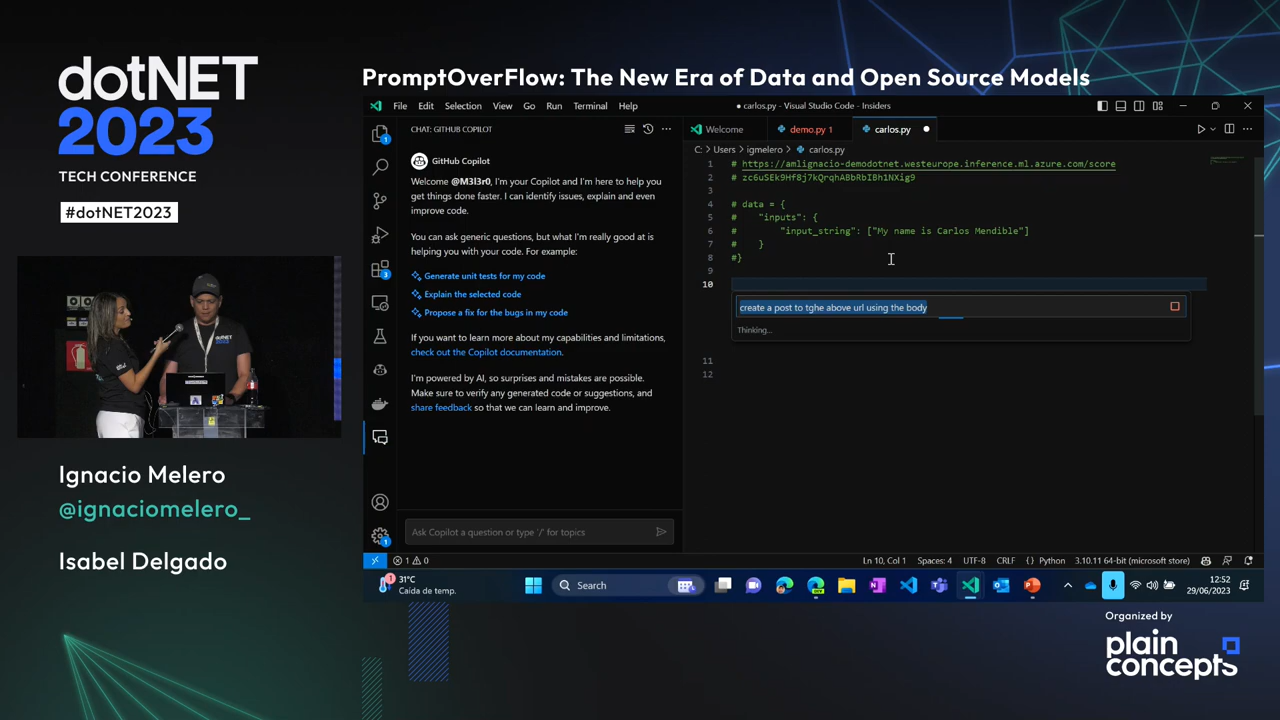 dotNET
2023
TECH CONFERENCE
#dotNET2023
PromptOverFlow: The New Era of Data and Open Source Models
File Edit Selection View Go Run Terminal Help
● carlos.py - Visual Studio Code - Insiders
CHAT: GITHUB COPILOT
Welcome
demo.py 1
carlos.py
C: > Users > igmelero > carlos.py
GitHub Copilot
Welcome @M3l3r0, I'm your Copilot and I'm here to help you
get things done faster. I can identify issues, explain and even
improve code.
You can ask generic questions, but what I'm really good at is
helping you with your code. For example:
Generate unit tests for my code
Explain the selected code
Propose a fix for the bugs in my code
If you want to learn more about my capabilities and limitations,
check out the Copilot documentation.
I'm powered by AI, so surprises and mistakes are possible.
Make sure to verify any generated code or suggestions, and
share feedback so that we can learn and improve.
Ask Copilot a question or type '/' for topics
1 # https://amlignacio-demodotnet.westeurope.inference.ml.azure.com/score
2 # zc6uSEk9Hf8j7kQrqhABbRbIBh1NXig9
3
4 # data = {
5 #    "inputs": {
6 #        "input_string": ["My name is Carlos Mendible"]
7 #    }
8 #}
9
10
create a post to tghe above url using the body
Thinking...
11
12
1
3
1
1 0
Ln 10, Col 1 Spaces: 4 UTF-8 CRLF {} Python 3.10.11 64-bit (microsoft store)
1
31°C
Caída de temp.
Search
12:52
29/06/2023
Ignacio Melero
@ignaciomelero_
Isabel Delgado
Organized by
plain
concepts